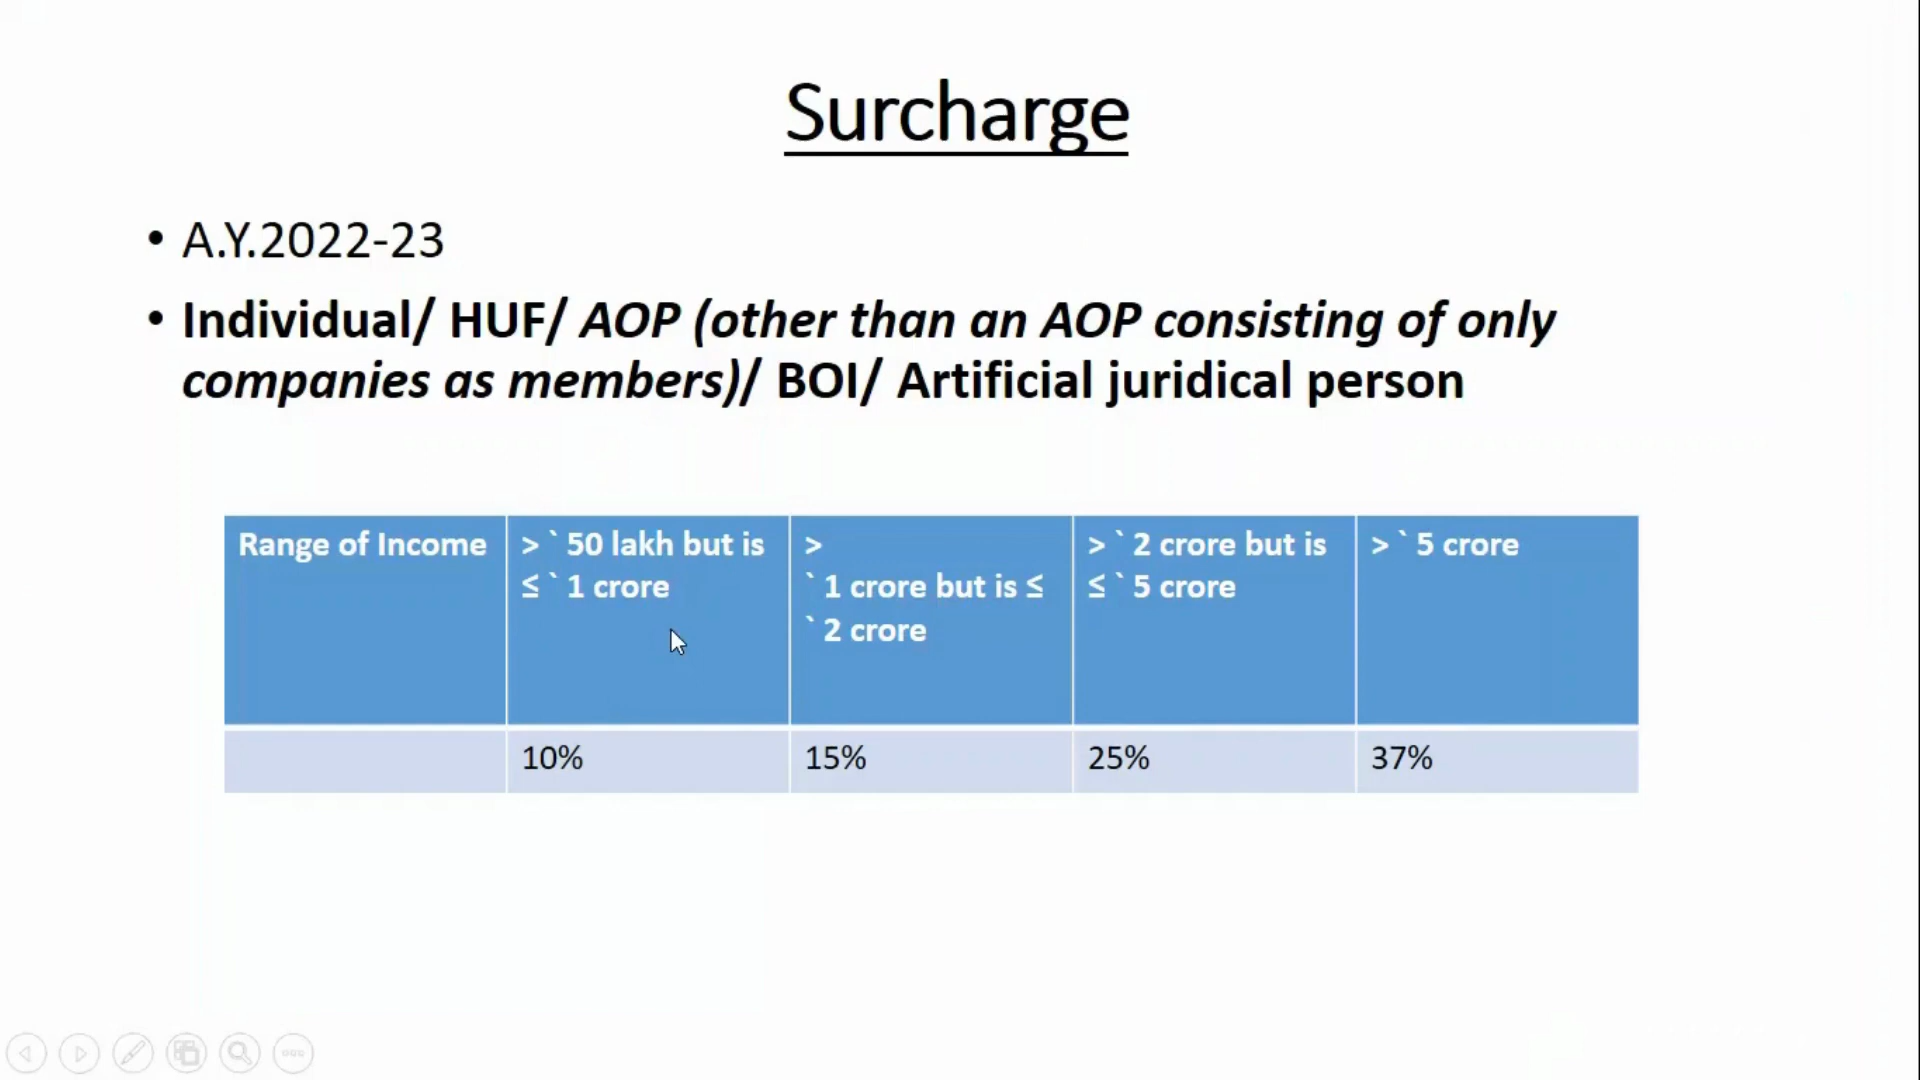 Surcharge
• A.Y.2022-23
• Individual/ HUF/ AOP (other than an AOP consisting of only
companies as members)/ BOI/ Artificial juridical person
Range of Income
> ` 50 lakh but is
≤ ` 1 crore
>
` 1 crore but is ≤
` 2 crore
> ` 2 crore but is
≤ ` 5 crore
> ` 5 crore
10%
15%
25%
37%